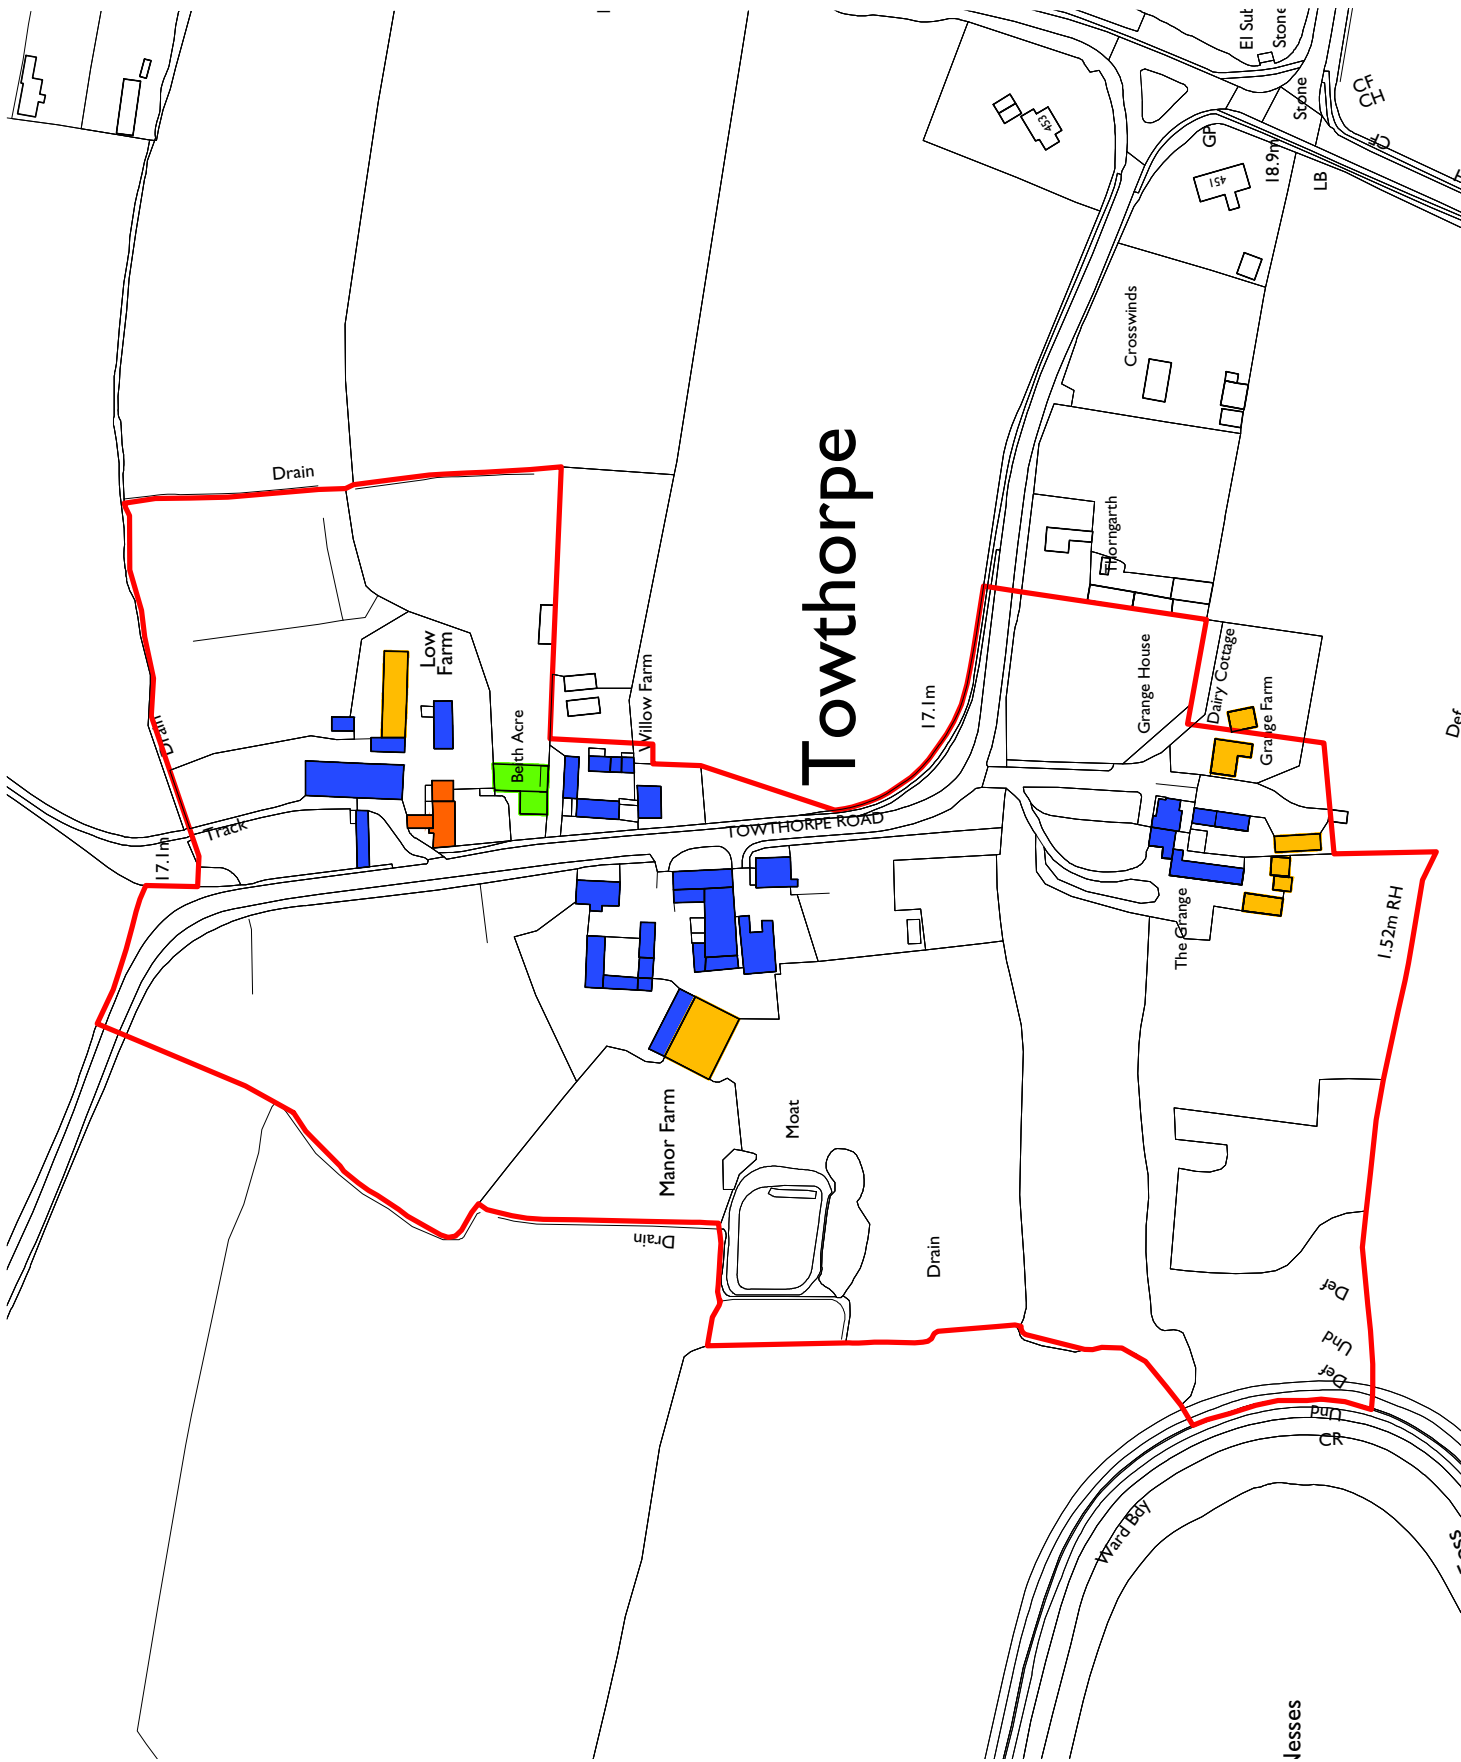 El Sub
Stone
CF
CH
Stone
CF
GP
18.9m
LB
453
451
Crosswinds
Drain
Towthorpe
Thorngarth
Low
Farm
Willow Farm
Grange House
Dairy Cottage
Grange Farm
17.1m
Beith Acre
Drain
Def
Track
TOWTHORPE ROAD
17.1m
The Grange
1.52m RH
Manor Farm
Moat
Drain
Drain
Def
Und
Def
Und
CR
Ward Bdy